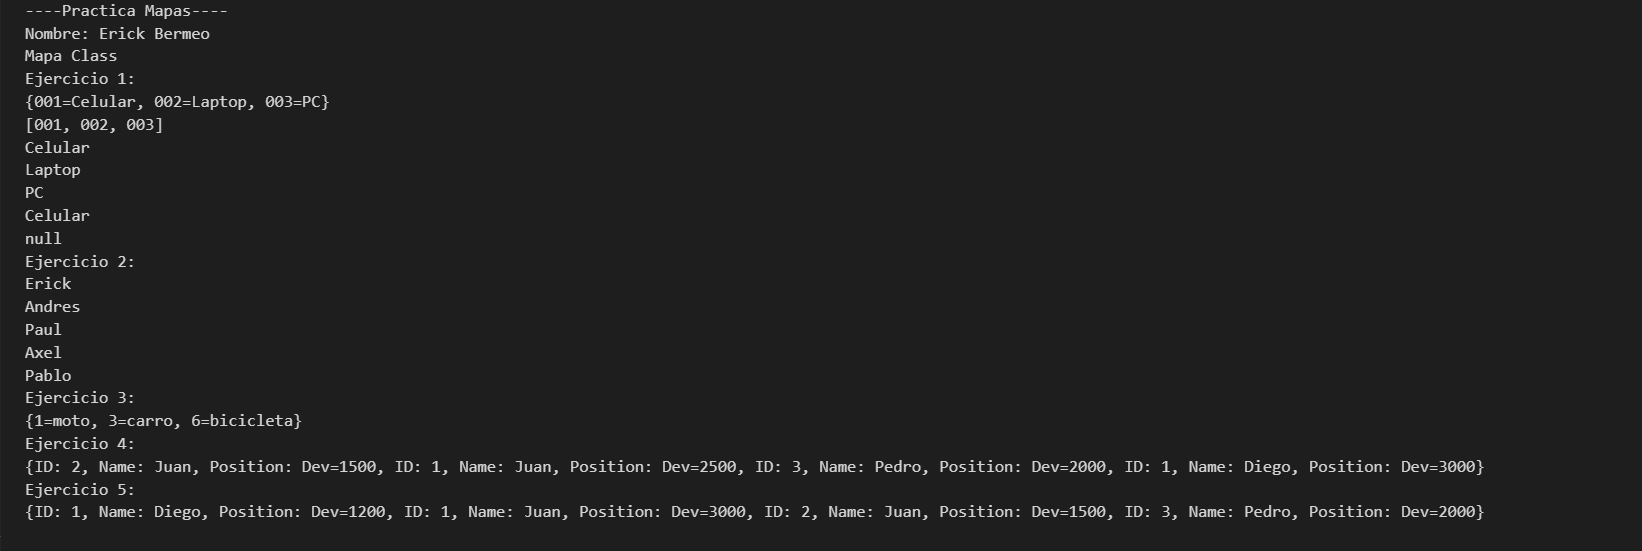 ----Practica Mapas----
Nombre: Erick Bermeo
Mapa Class
Ejercicio 1:
{001=Celular, 002=Laptop, 003=PC}
[001, 002, 003]
Celular
Laptop
PC
Celular
null
Ejercicio 2:
Erick
Andres
Paul
Axel
Pablo
Ejercicio 3:
{1=moto, 3=carro, 6=bicicleta}
Ejercicio 4:
{ID: 2, Name: Juan, Position: Dev=1500, ID: 1, Name: Juan, Position: Dev=2500, ID: 3, Name: Pedro, Position: Dev=2000, ID: 1, Name: Diego, Position: Dev=3000}
Ejercicio 5:
{ID: 1, Name: Diego, Position: Dev=1200, ID: 1, Name: Juan, Position: Dev=3000, ID: 2, Name: Juan, Position: Dev=1500, ID: 3, Name: Pedro, Position: Dev=2000}